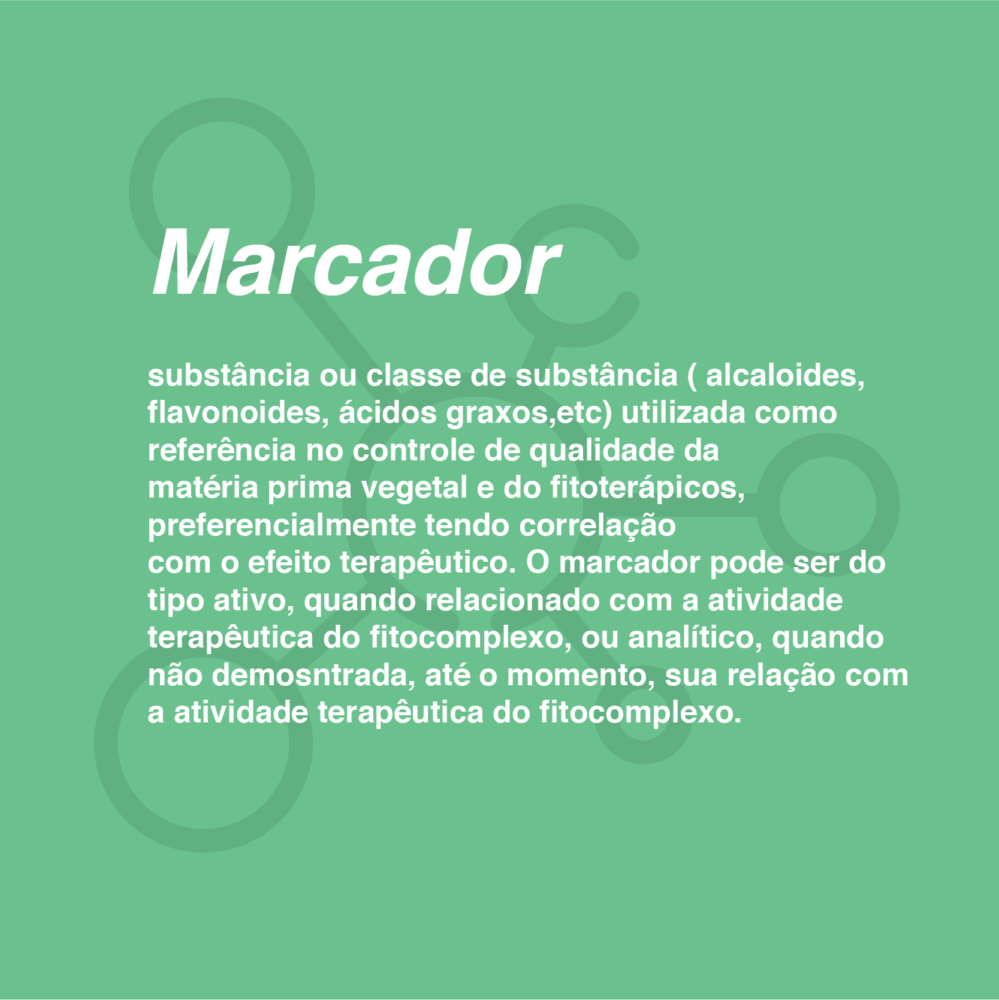 Marcador
substância ou classe de substância ( alcaloides,
flavonoides, ácidos graxos,etc) utilizada como
referência no controle de qualidade da
matéria prima vegetal e do fitoterápicos,
preferencialmente tendo correlação
com o efeito terapêutico. O marcador pode ser do
tipo ativo, quando relacionado com a atividade
terapêutica do fitocomplexo, ou analítico, quando
não demosntrada, até o momento, sua relação com
a atividade terapêutica do fitocomplexo.